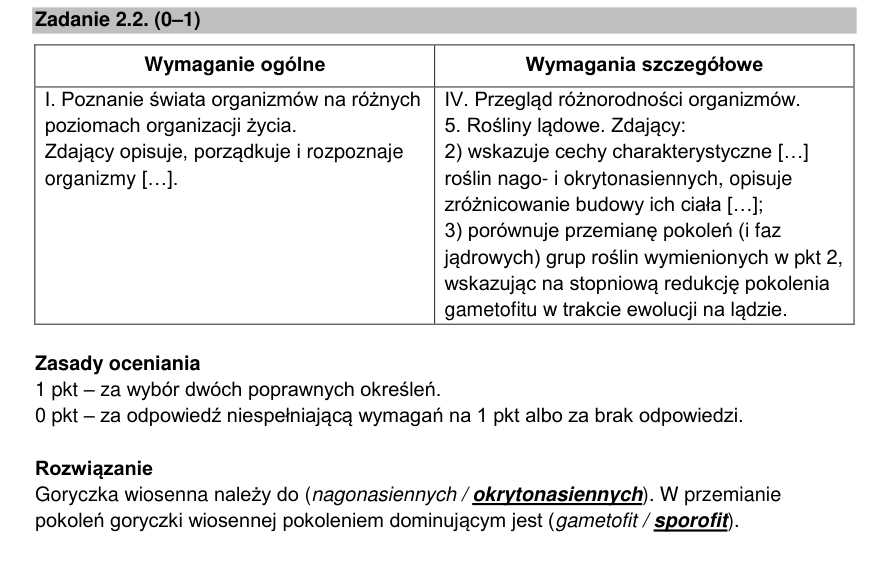 Zadanie 2.2. (0–1)
Wymaganie ogólne
Wymagania szczegółowe
I. Poznanie świata organizmów na różnych
poziomach organizacji życia.
Zdający opisuje, porządkuje i rozpoznaje
organizmy […].
IV. Przegląd różnorodności organizmów.
5. Rośliny lądowe. Zdający:
2) wskazuje cechy charakterystyczne […]
roślin nago- i okrytonasiennych, opisuje
zróżnicowanie budowy ich ciała […];
3) porównuje przemianę pokoleń (i faz
jądrowych) grup roślin wymienionych w pkt 2,
wskazując na stopniową redukcję pokolenia
gametofitu w trakcie ewolucji na lądzie.
Zasady oceniania
1 pkt – za wybór dwóch poprawnych określeń.
0 pkt – za odpowiedź niespełniającą wymagań na 1 pkt albo za brak odpowiedzi.
Rozwiązanie
Goryczka wiosenna należy do (nagonasiennych / okrytonasiennych). W przemianie
pokoleń goryczki wiosennej pokoleniem dominującym jest (gametofit / sporofit).